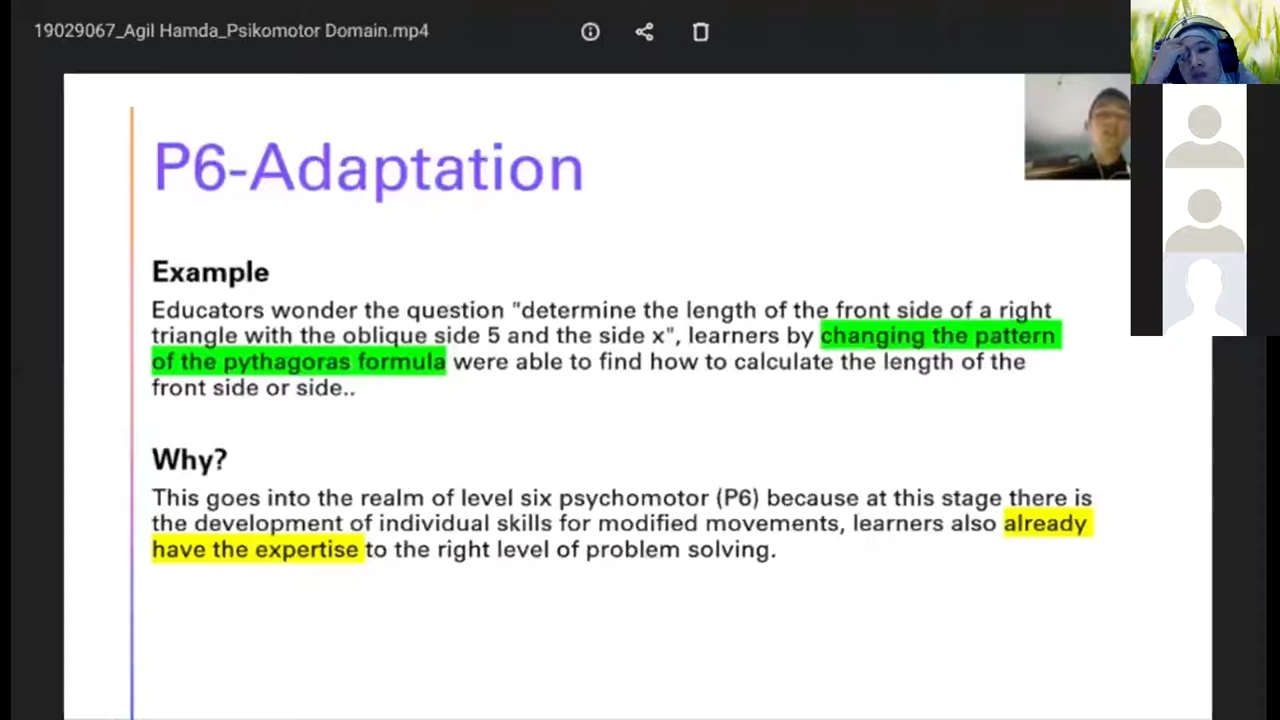 19029067_Agil Hamda_Psikomotor Domain.mp4
P6-Adaptation
Example
Educators wonder the question "determine the length of the front side of a right
triangle with the oblique side 5 and the side x", learners by changing the pattern
of the pythagoras formula were able to find how to calculate the length of the
front side or side..
Why?
This goes into the realm of level six psychomotor (P6) because at this stage there is
the development of individual skills for modified movements, learners also already
have the expertise to the right level of problem solving.